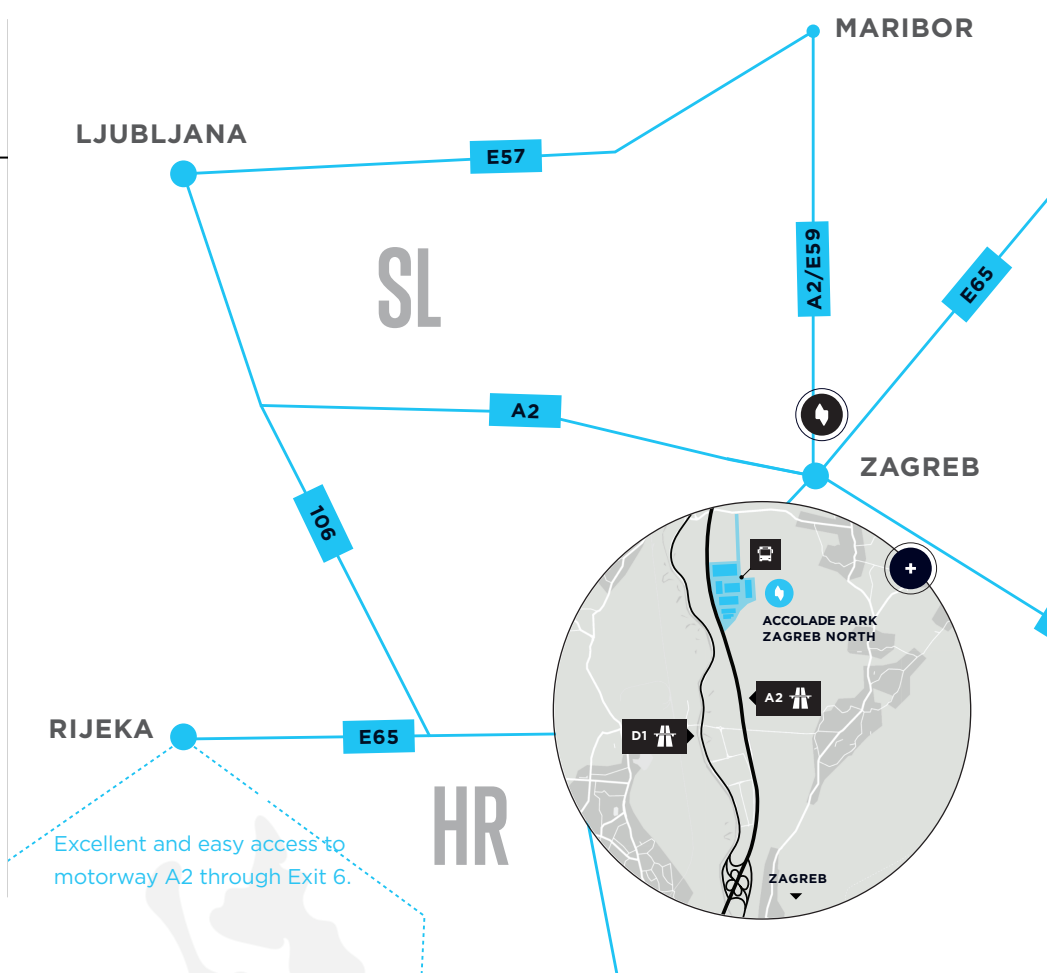 MARIBOR
LJUBLJANA
E57
SL
A2/E59
E65
A2
ZAGREB
106
ACCOLADE PARK
ZAGREB NORTH
A2
D1
RIJEKA
E65
HR
Excellent and easy access to
motorway A2 through Exit 6.
ZAGREB